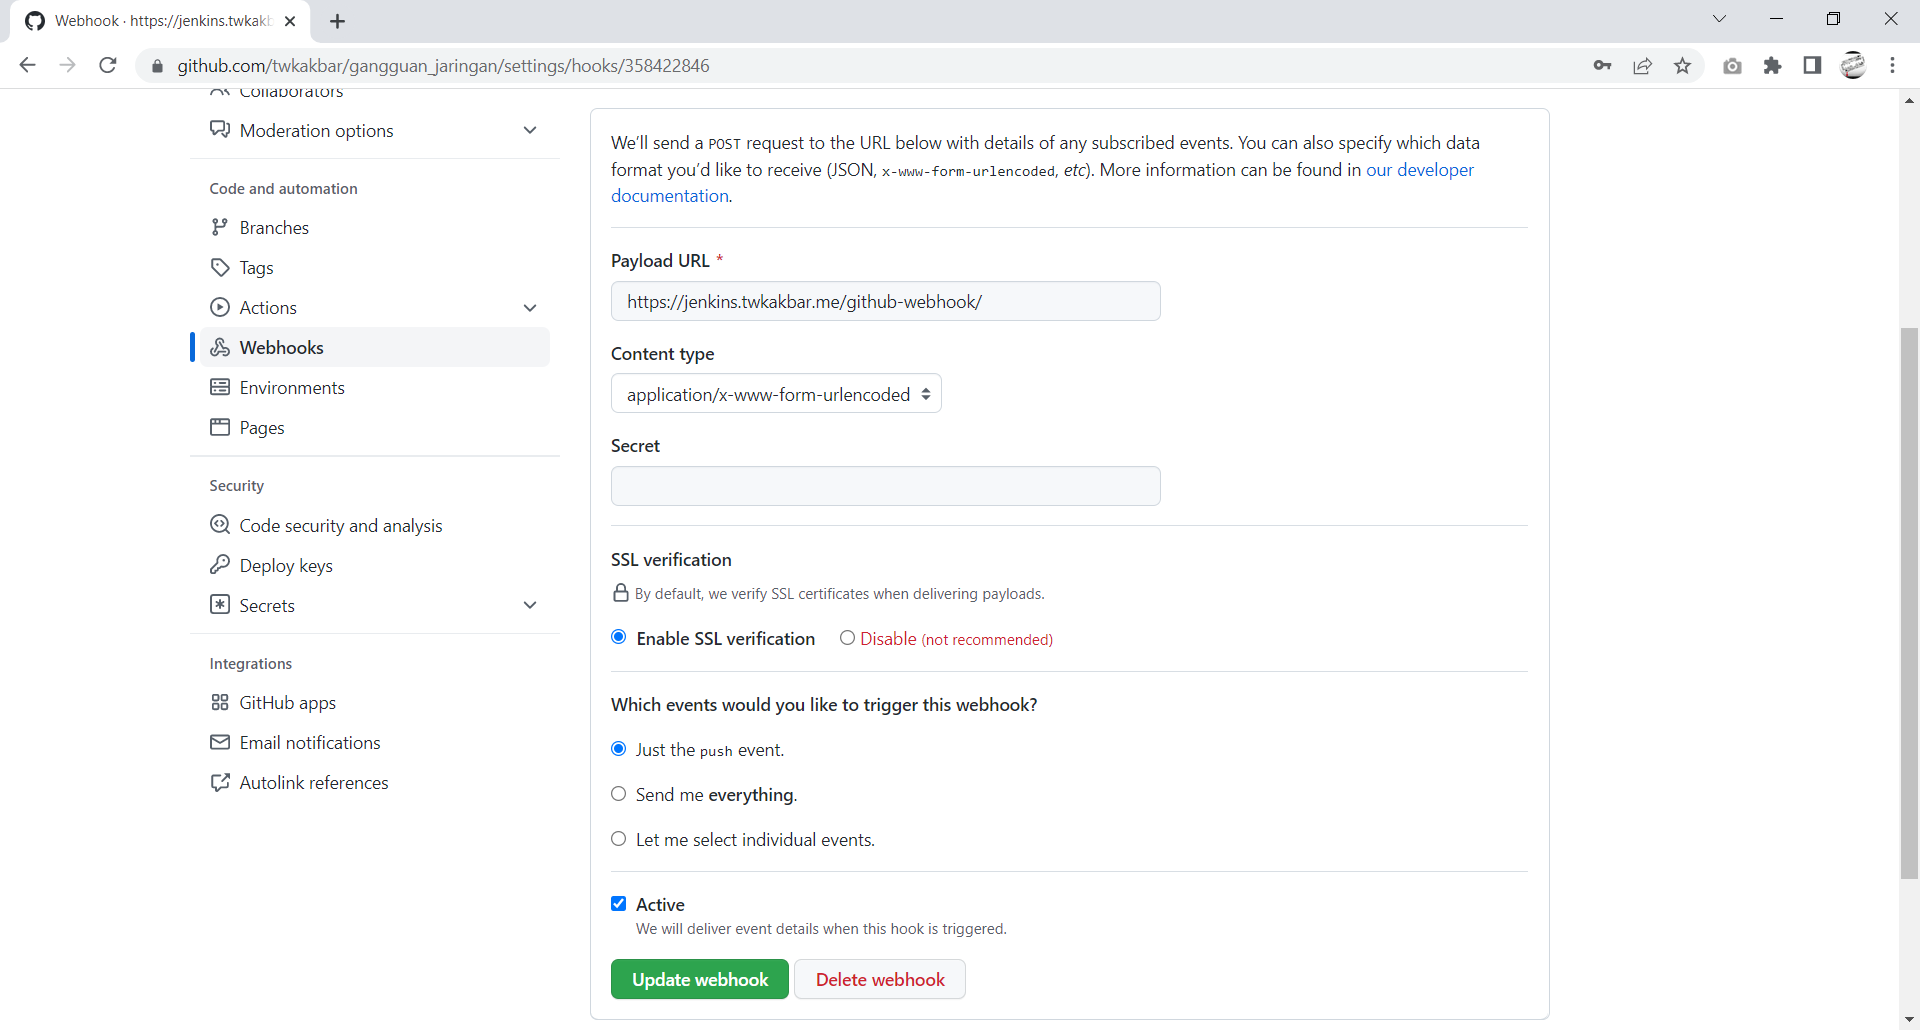 Webhook · https://jenkins.twkakb
github.com/twkakbar/gangguan_jaringan/settings/hooks/358422846
Collaborators
Moderation options
Code and automation
Branches
Tags
Actions
Webhooks
Environments
Pages
Security
Code security and analysis
Deploy keys
Secrets
Integrations
GitHub apps
Email notifications
Autolink references
We’ll send a POST request to the URL below with details of any subscribed events. You can also specify which data
format you’d like to receive (JSON, x-www-form-urlencoded, etc). More information can be found in our developer
documentation.
Payload URL *
https://jenkins.twkakbar.me/github-webhook/
Content type
application/x-www-form-urlencoded
Secret
SSL verification
By default, we verify SSL certificates when delivering payloads.
Enable SSL verification Disable (not recommended)
Which events would you like to trigger this webhook?
Just the push event.
Send me everything.
Let me select individual events.
Active
We will deliver event details when this hook is triggered.
Update webhook Delete webhook